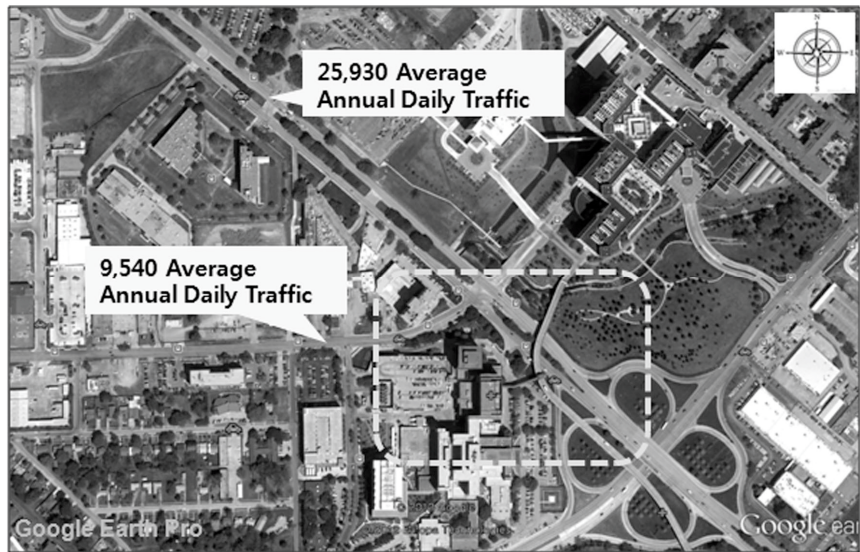 N
W
S
25,930 Average
Annual Daily Traffic
9,540 Average
Annual Daily Traffic
Google Earth Pro
Google ear